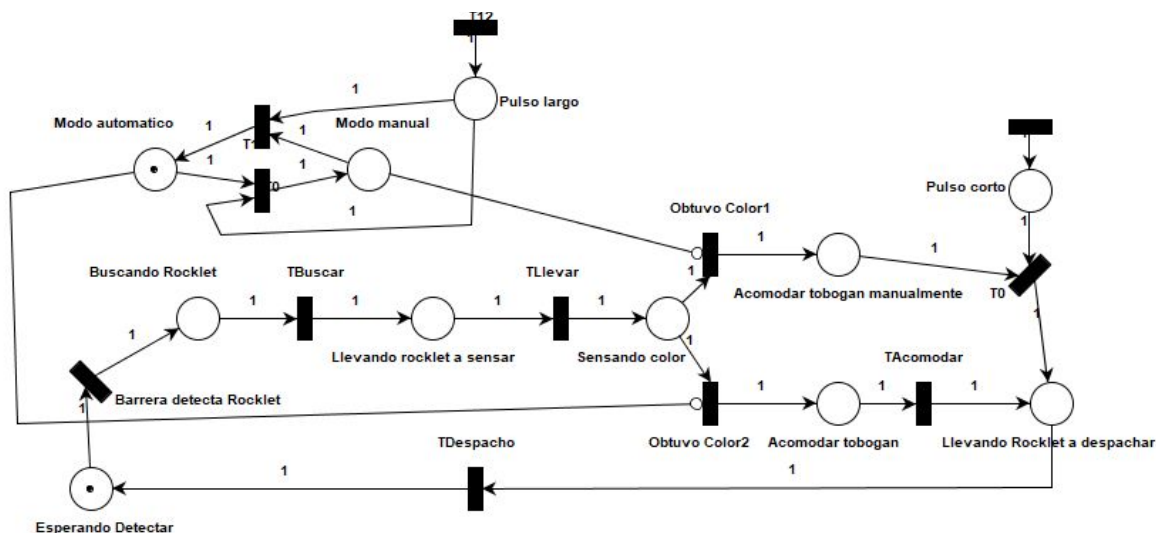 T12
1
1
Pulso largo
Modo automatico
1
Modo manual
1
1
1
T0
1
1
Pulso corto
1
Obtuvo Color1
1
1
T0
Buscando Rocklet
TBuscar
TLlevar
1
Acomodar tobogan manualmente
1
1
1
1
1
1
1
Llevando rocklet a sensar
Sensando color
1
TAcomodar
Barrera detecta Rocklet
1
1
1
1
Obtuvo Color2
Acomodar tobogan
Llevando Rocklet a despachar
TDespacho
1
1
Esperando Detectar